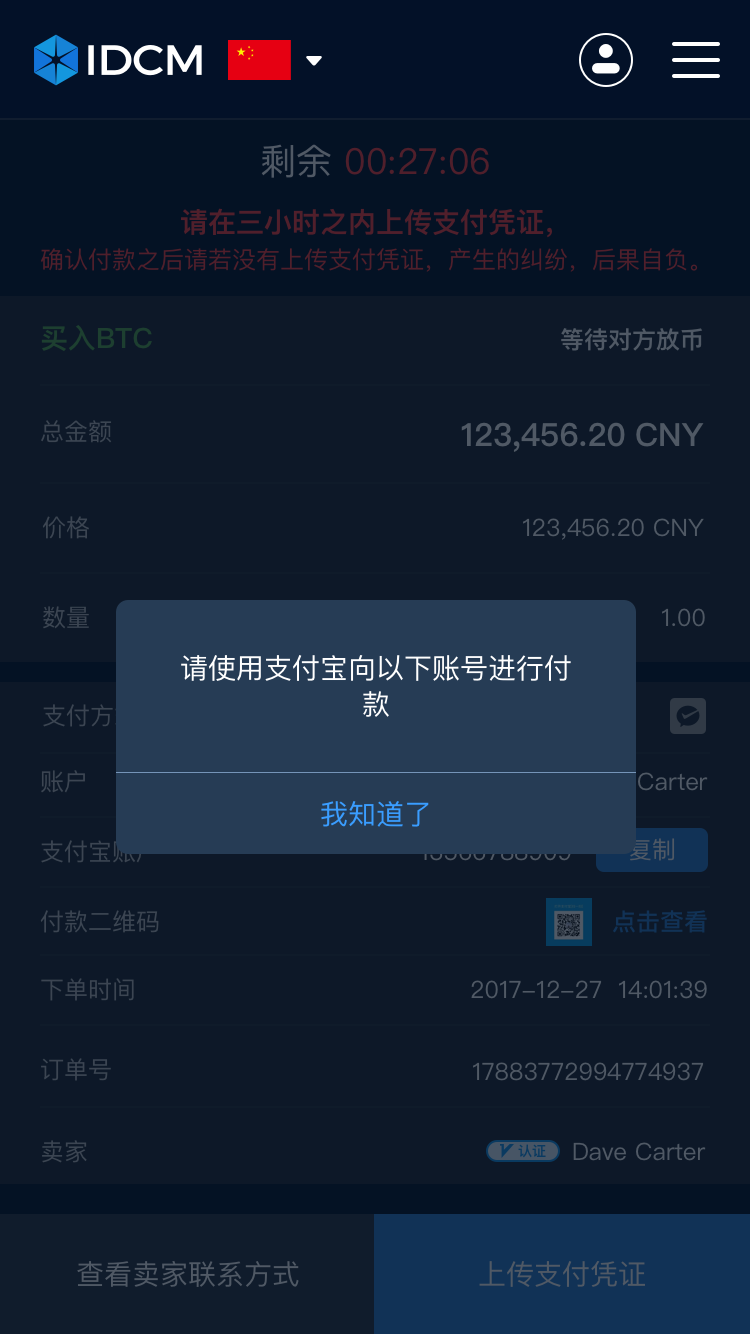 IDCM
剩余 00:27:06
请在三小时之内上传支付凭证，
确认付款之后请若没有上传支付凭证，产生的纠纷，后果自负。
买入BTC 等待对方放币
总金额 123,456.20 CNY
价格 123,456.20 CNY
数量 1.00
请使用支付宝向以下账号进行付
款
我知道了
支付方
账户 Carter
支付宝账户 复制
付款二维码 点击查看
下单时间 2017-12-27 14:01:39
订单号 17883772994774937
卖家 V 认证 Dave Carter
查看卖家联系方式 上传支付凭证